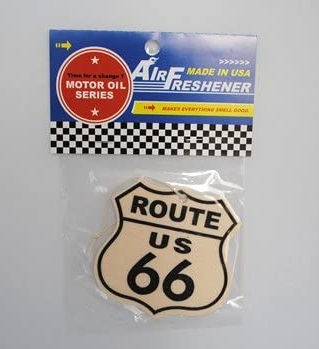 Time for a change ?
MOTOR OIL
SERIES
MADE IN USA
AIR FRESHENER
MAKES EVERYTHING SMELL GOOD
ROUTE
US
66